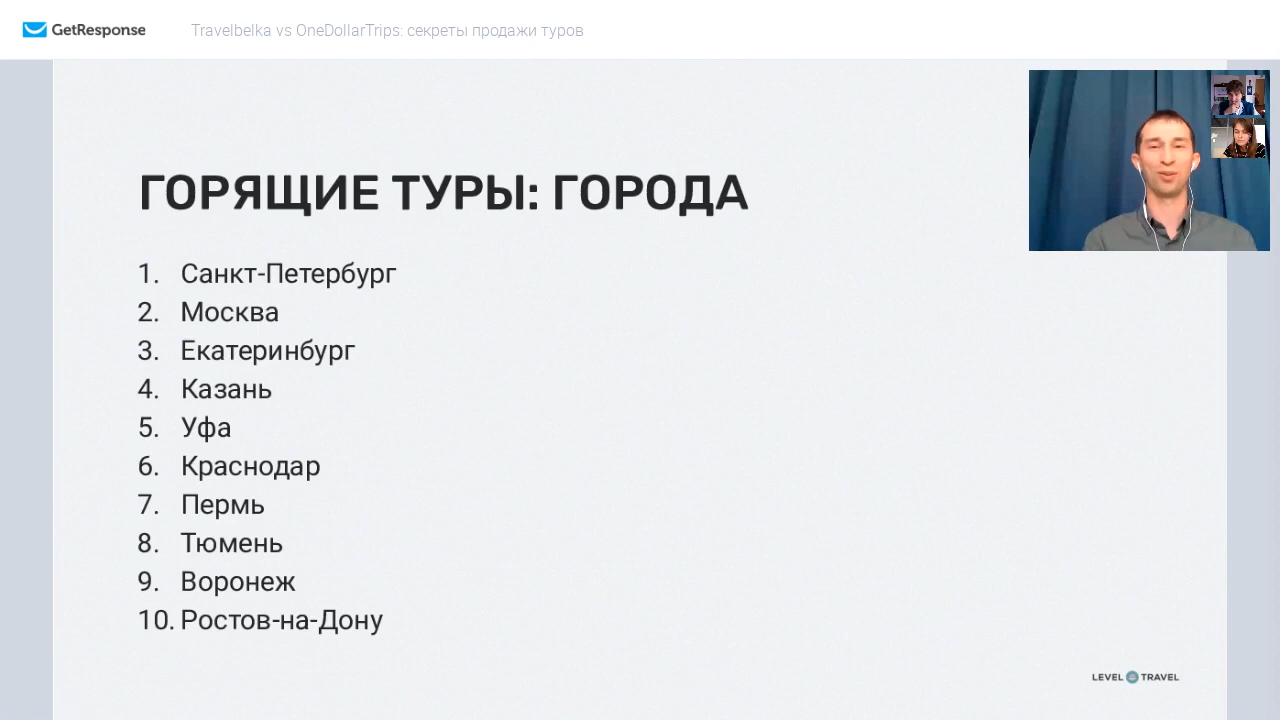 GetResponse
Travelbelka vs OneDollarTrips: секреты продажи туров
ГОРЯЩИЕ ТУРЫ: ГОРОДА
1. Санкт-Петербург
2. Москва
3. Екатеринбург
4. Казань
5. Уфа
6. Краснодар
7. Пермь
8. Тюмень
9. Воронеж
10. Ростов-на-Дону
LEVEL TRAVEL